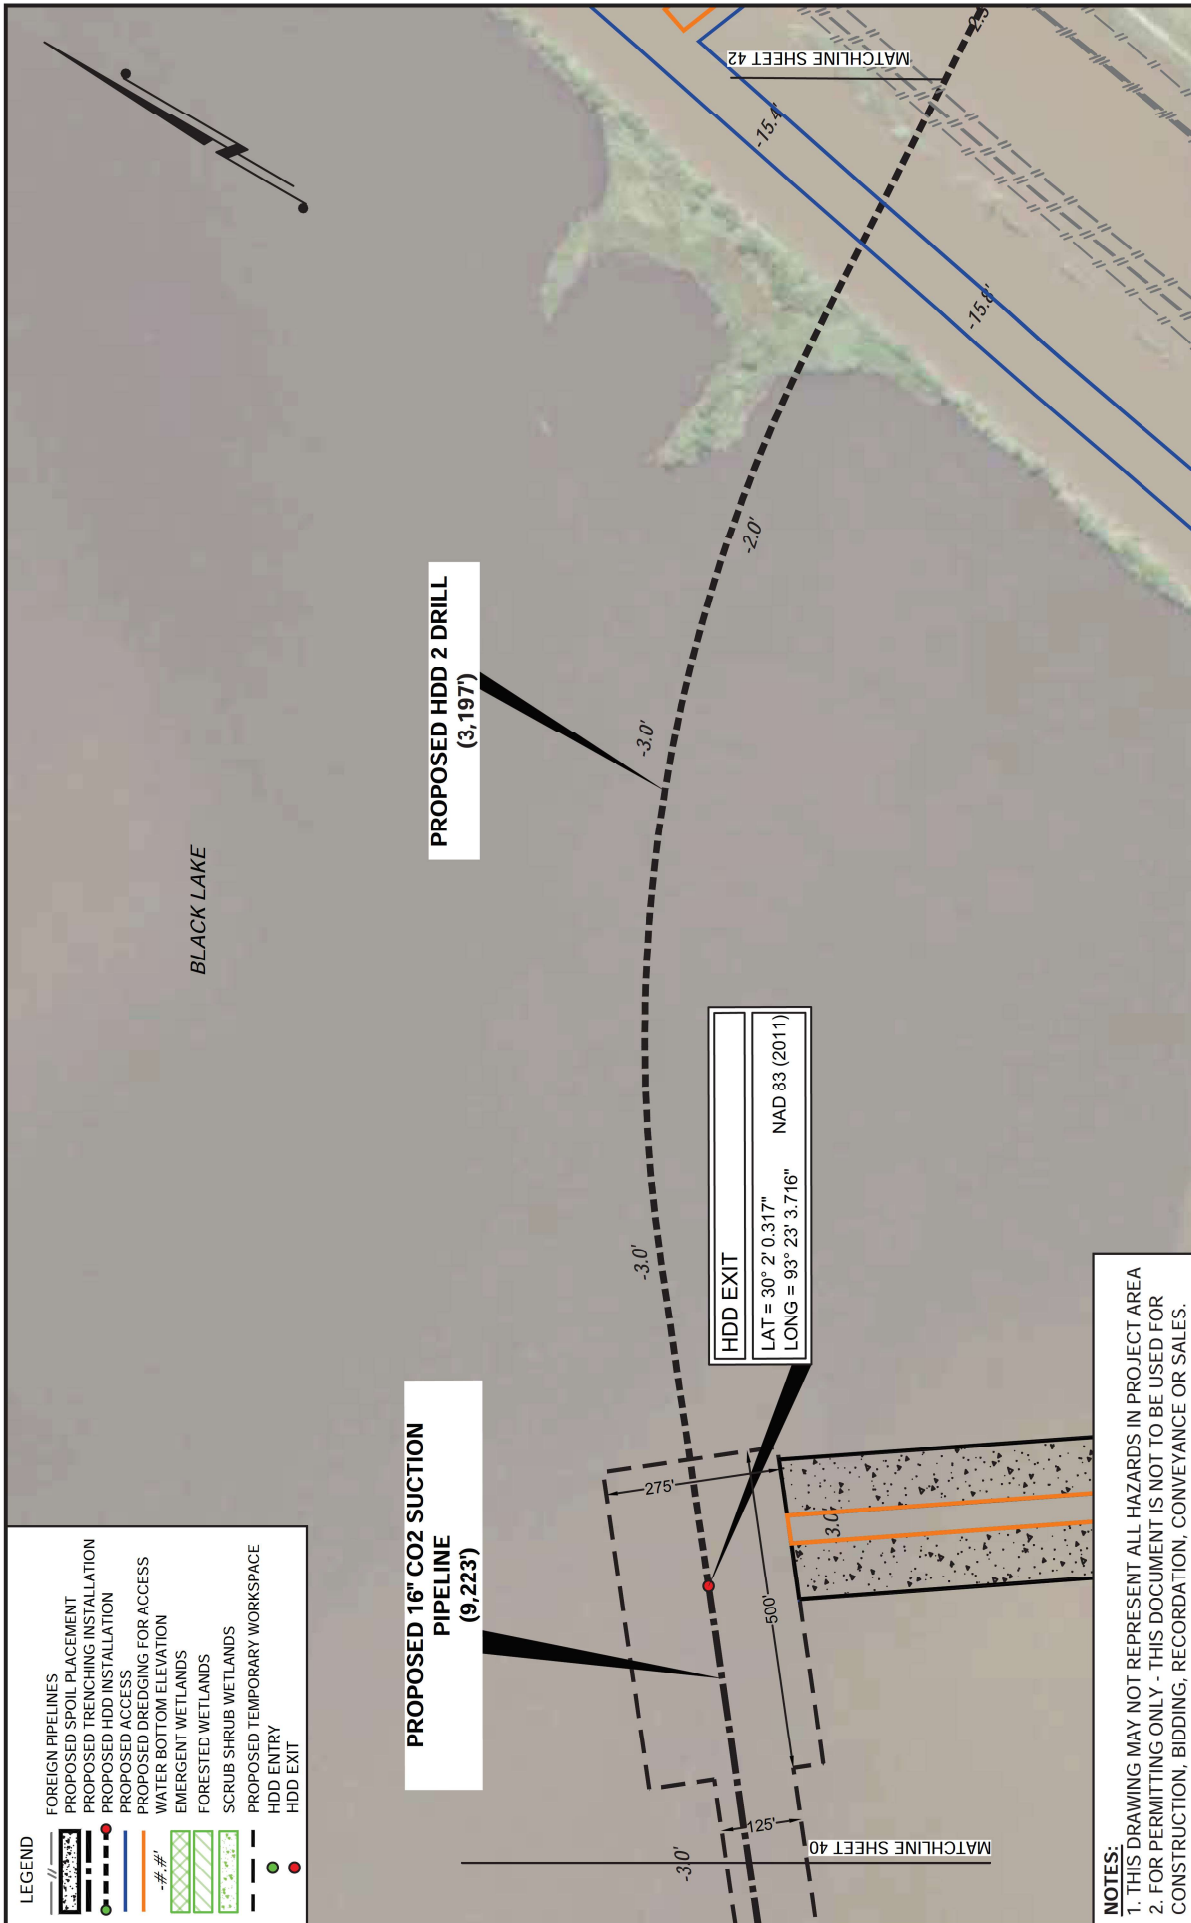 LEGEND
FOREIGN PIPELINES
PROPOSED SPOIL PLACEMENT
PROPOSED TRENCHING INSTALLATION
PROPOSED HDD INSTALLATION
PROPOSED ACCESS
PROPOSED DREDGING FOR ACCESS
-#.#' WATER BOTTOM ELEVATION
EMERGENT WETLANDS
FORESTED WETLANDS
SCRUB SHRUB WETLANDS
PROPOSED TEMPORARY WORKSPACE
HDD ENTRY
HDD EXIT
BLACK LAKE
PROPOSED 16" CO2 SUCTION
PIPELINE
(9,223')
PROPOSED HDD 2 DRILL
(3,197')
MATCHLINE SHEET 42
-15.4'
-15.8'
-2.0'
-3.0'
-3.0'
275'
500'
125'
-3.0'
3.0'
MATCHLINE SHEET 40
HDD EXIT
LAT = 30° 2' 0.317"
LONG = 93° 23' 3.716" NAD 83 (2011)
NOTES:
1. THIS DRAWING MAY NOT REPRESENT ALL HAZARDS IN PROJECT AREA
2. FOR PERMITTING ONLY - THIS DOCUMENT IS NOT TO BE USED FOR
CONSTRUCTION, BIDDING, RECORDATION, CONVEYANCE OR SALES.